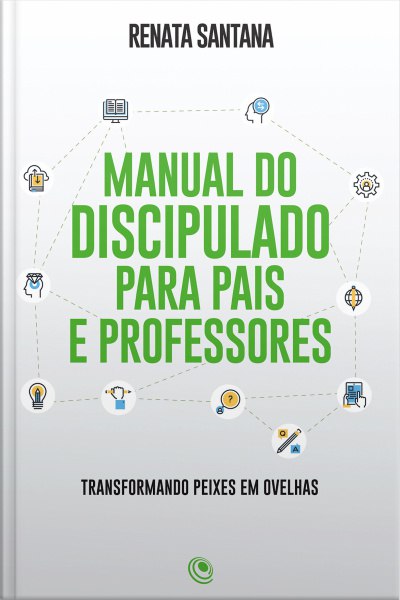 RENATA SANTANA
MANUAL DO
DISCIPULADO
PARA PAIS
E PROFESSORES
Q
?
A
TRANSFORMANDO PEIXES EM OVELHAS